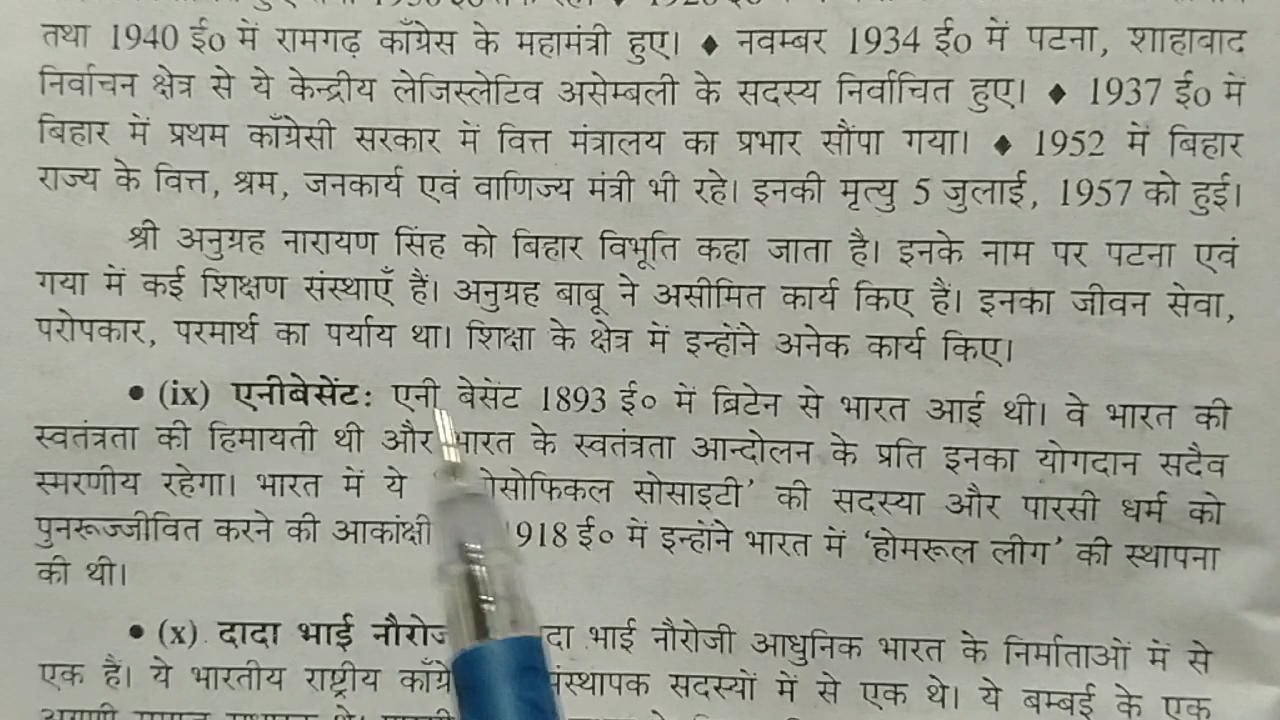 तथा 1940 ई० में रामगढ़ काँग्रेस के महामंत्री हुए। ♦ नवम्बर 1934 ई० में पटना, शाहावाद
निर्वाचन क्षेत्र से ये केन्द्रीय लेजिस्लेटिव असेम्बली के सदस्य निर्वाचित हुए। ♦ 1937 ई० में
बिहार में प्रथम काँग्रेसी सरकार में वित्त मंत्रालय का प्रभार सौंपा गया। ♦ 1952 में बिहार
राज्य के वित्त, श्रम, जनकार्य एवं वाणिज्य मंत्री भी रहे। इनकी मृत्यु 5 जुलाई, 1957 को हुई।
श्री अनुग्रह नारायण सिंह को बिहार विभूति कहा जाता है। इनके नाम पर पटना एवं
गया में कई शिक्षण संस्थाएँ हैं। अनुग्रह बाबू ने असीमित कार्य किए हैं। इनका जीवन सेवा,
परोपकार, परमार्थ का पर्याय था। शिक्षा के क्षेत्र में इन्होंने अनेक कार्य किए।
• (ix) एनीबेसेंट: एनी बेसेंट 1893 ई० में ब्रिटेन से भारत आई थी। वे भारत की
स्वतंत्रता की हिमायती थी और भारत के स्वतंत्रता आन्दोलन के प्रति इनका योगदान सदैव
स्मरणीय रहेगा। भारत में ये सोसाइटी’ की सदस्या और पारसी धर्म को
पुनरूज्जीवित करने की आकांक्षी ई० में इन्होंने भारत में ‘होमरूल लीग’ की स्थापना
की थी।
• (x) दादा भाई भाई नौरोजी आधुनिक भारत के निर्माताओं में से
एक है। ये भारतीय राष्ट्रीय सदस्यों में से एक थे। ये बम्बई के एक